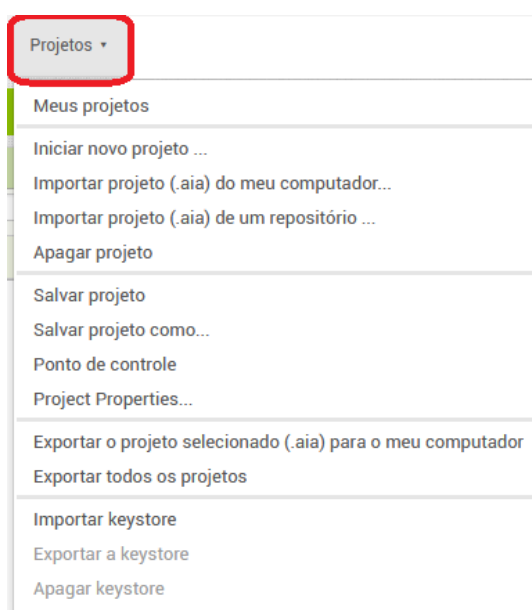 Projetos ▾
Meus projetos
Iniciar novo projeto ...
Importar projeto (.aia) do meu computador...
Importar projeto (.aia) de um repositório ...
Apagar projeto
Salvar projeto
Salvar projeto como...
Ponto de controle
Project Properties...
Exportar o projeto selecionado (.aia) para o meu computador
Exportar todos os projetos
Importar keystore
Exportar a keystore
Apagar keystore